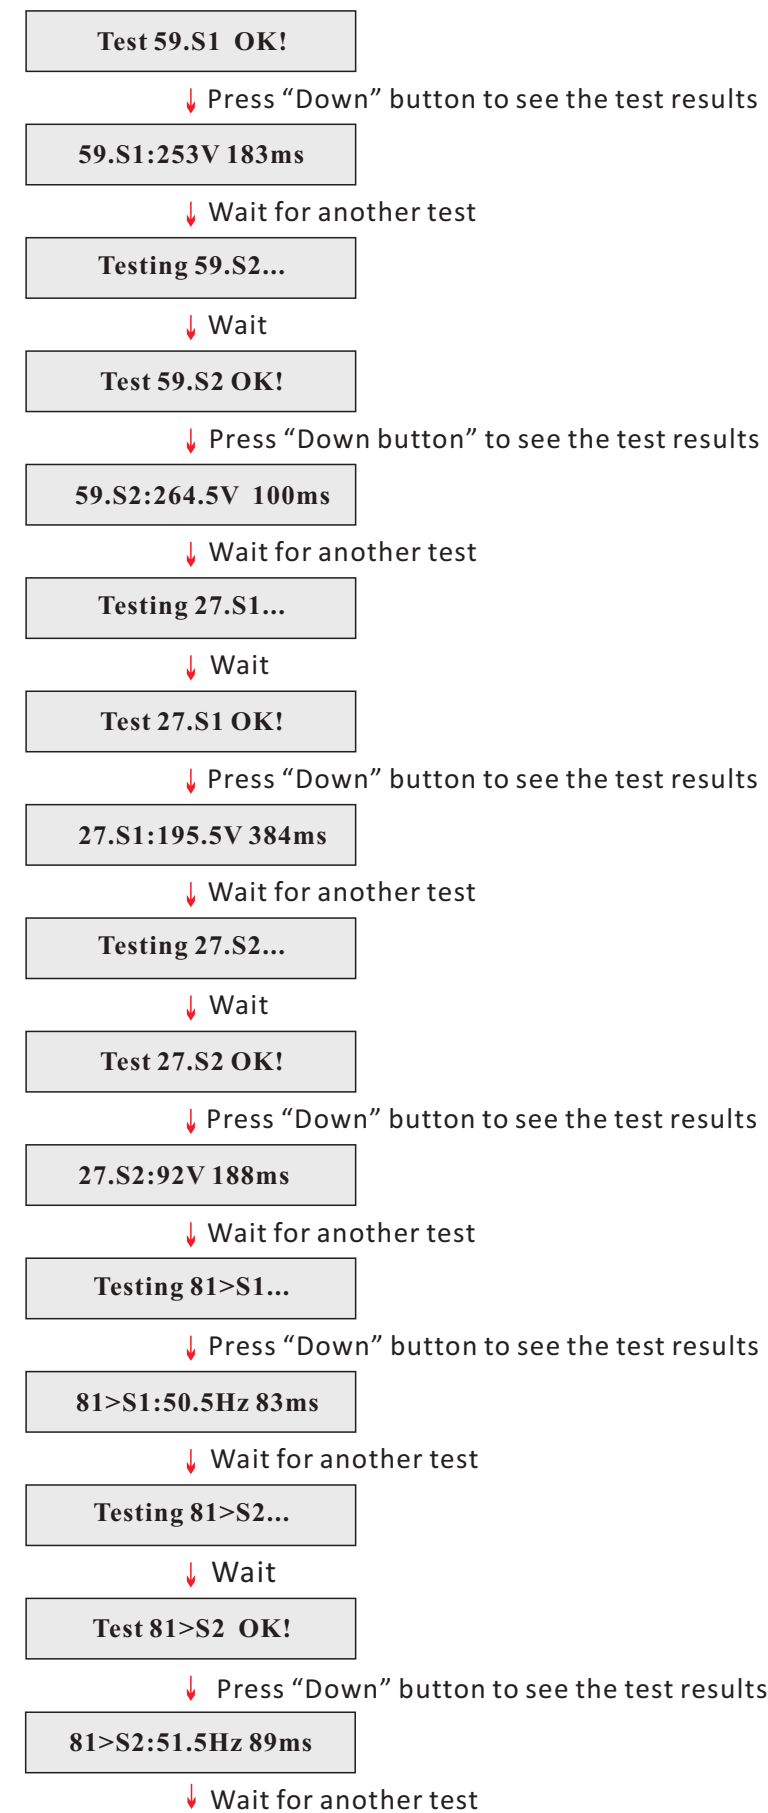 Test 59.S1 OK!
Press “Down” button to see the test results
59.S1:253V 183ms
Wait for another test
Testing 59.S2...
Wait
Test 59.S2 OK!
Press “Down button” to see the test results
59.S2:264.5V 100ms
Wait for another test
Testing 27.S1...
Wait
Test 27.S1 OK!
Press “Down” button to see the test results
27.S1:195.5V 384ms
Wait for another test
Testing 27.S2...
Wait
Test 27.S2 OK!
Press “Down” button to see the test results
27.S2:92V 188ms
Wait for another test
Testing 81>S1...
Press “Down” button to see the test results
81>S1:50.5Hz 83ms
Wait for another test
Testing 81>S2...
Wait
Test 81>S2 OK!
Press “Down” button to see the test results
81>S2:51.5Hz 89ms
Wait for another test